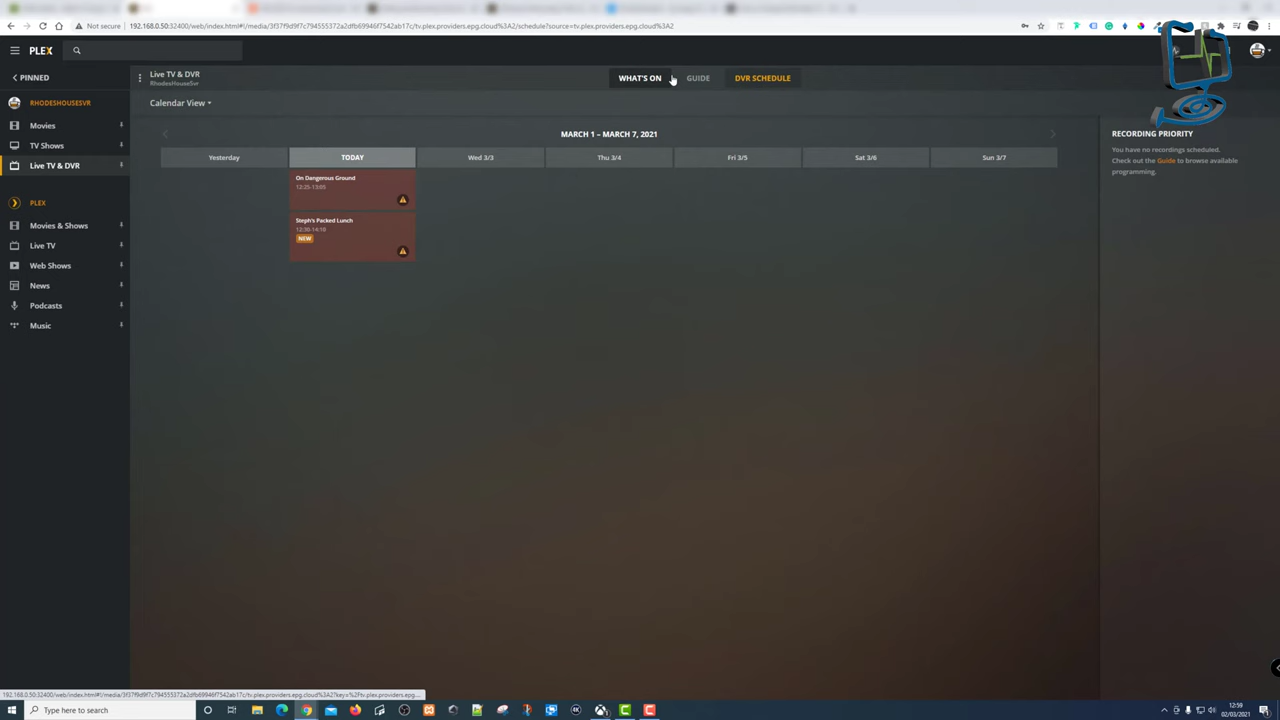 Not secure
192.168.0.50:32400/web/index.html#!/media/3f37f9d9f7c794555372a2dfb69946f7542ab17c/tv.plex.providers.epg.cloud%3A2/schedule?source=tv.plex.providers.epg.cloud%3A2
PLEX
PINNED
Live TV & DVR
RhodesHouseSvr
WHAT'S ON
GUIDE
DVR SCHEDULE
RHODESHOUSESVR
Calendar View
Movies
TV Shows
Live TV & DVR
PLEX
Movies & Shows
Live TV
Web Shows
News
Podcasts
Music
MARCH 1 – MARCH 7, 2021
Yesterday
TODAY
Wed 3/3
Thu 3/4
Fri 3/5
Sat 3/6
Sun 3/7
On Dangerous Ground
12:25-13:05
Steph's Packed Lunch
12:30-14:10
NEW
RECORDING PRIORITY
You have no recordings scheduled.
Check out the Guide to browse available
programming.
Type here to search
12:59
02/03/2021